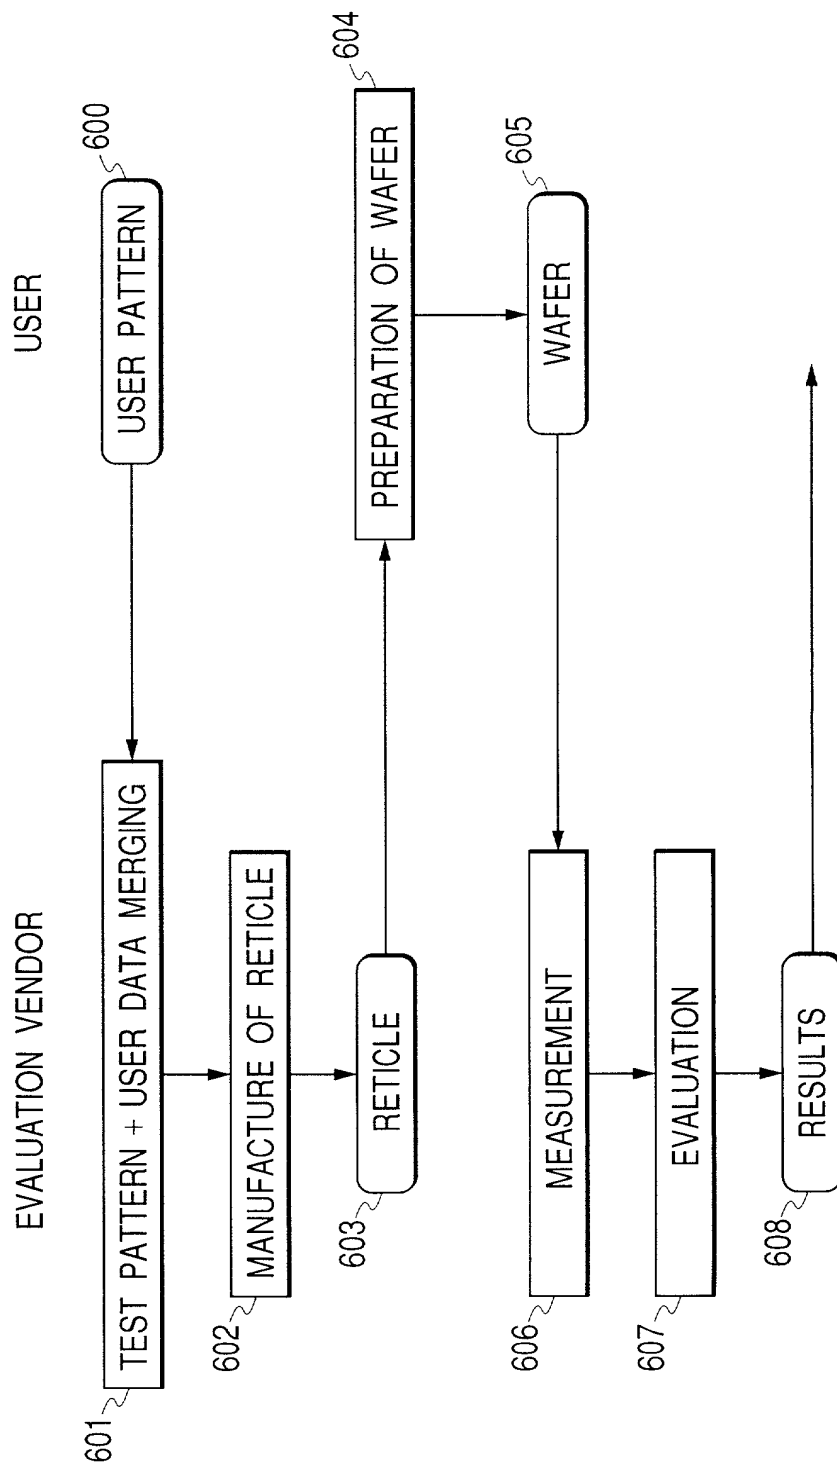 EVALUATION VENDOR
USER
601
TEST PATTERN + USER DATA MERGING
USER PATTERN
600
602
MANUFACTURE OF RETICLE
603
RETICLE
PREPARATION OF WAFER
604
WAFER
605
606
MEASUREMENT
607
EVALUATION
608
RESULTS